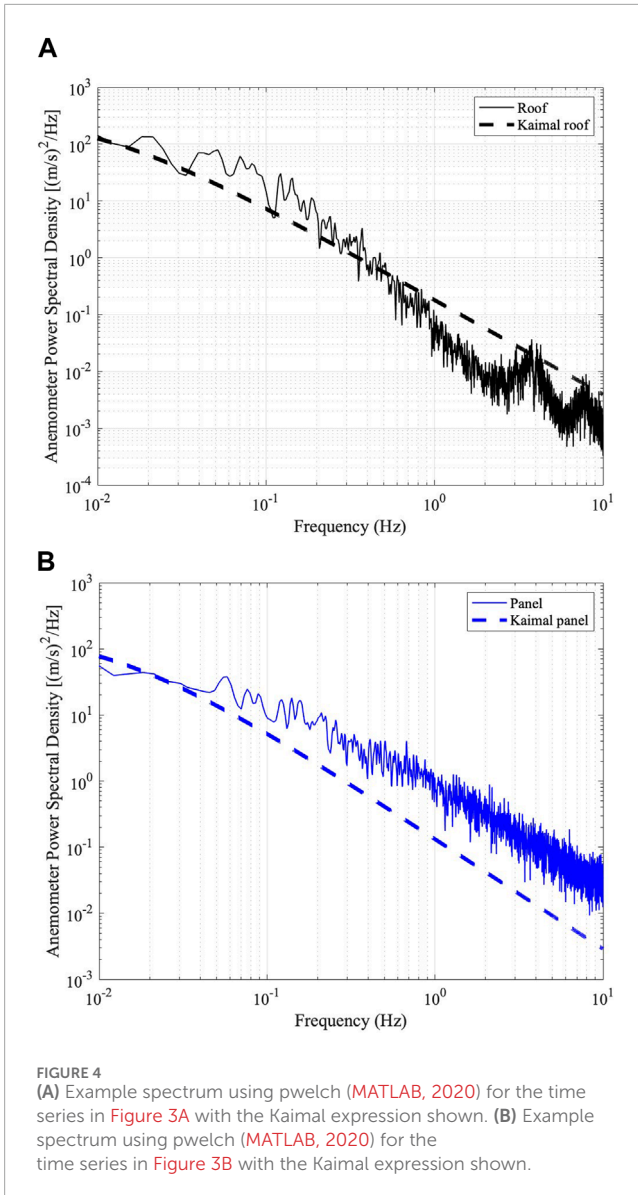 A
10^3
10^2
10^1
10^0
10^-1
10^-2
10^-3
10^-4
Anemometer Power Spectral Density [(m/s)^2/Hz]
Roof
Kaimal roof
10^-2
10^-1
10^0
10^1
Frequency (Hz)
B
10^3
10^2
10^1
10^0
10^-1
10^-2
10^-3
Anemometer Power Spectral Density [(m/s)^2/Hz]
Panel
Kaimal panel
10^-2
10^-1
10^0
10^1
Frequency (Hz)
FIGURE 4
(A) Example spectrum using pwelch (MATLAB, 2020) for the time
series in Figure 3A with the Kaimal expression shown. (B) Example
spectrum using pwelch (MATLAB, 2020) for the
time series in Figure 3B with the Kaimal expression shown.